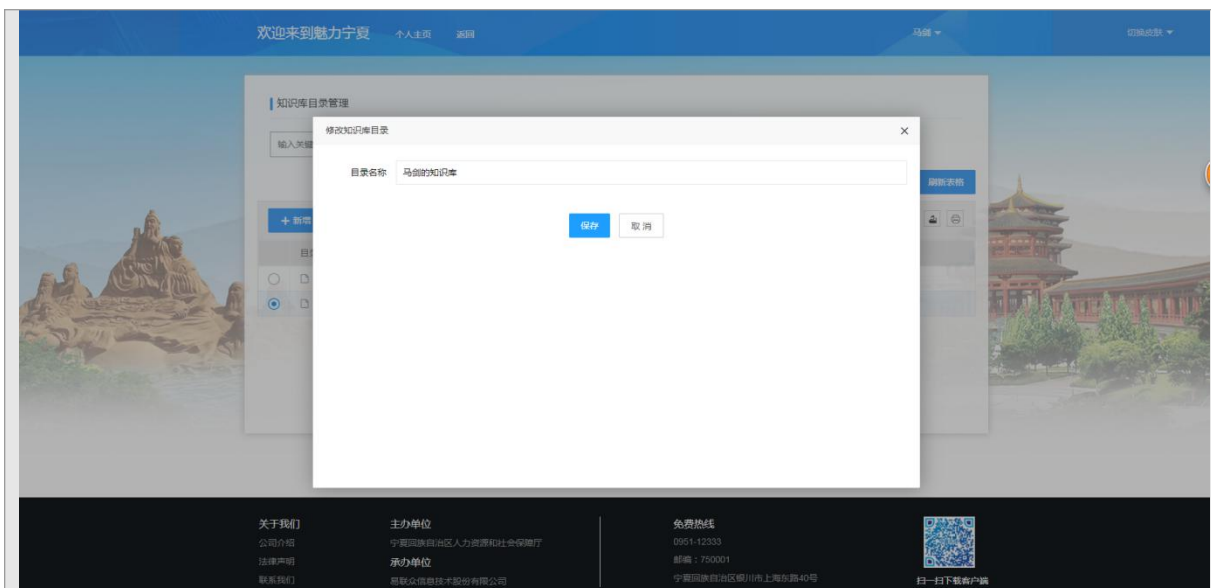 欢迎来到魅力宁夏 个人主页 返回 马剑 切换皮肤
知识库目录管理
修改知识库目录
输入关键
目录名称 马剑的知识库
刷新表格
新增
保存 取消
目
关于我们 主办单位 免费热线
公司介绍 宁夏回族自治区人力资源和社会保障厅 0951-12333
法律声明 承办单位 邮编：750001
联系我们 易联众信息技术股份有限公司 宁夏回族自治区银川市上海东路40号
扫一扫下载客户端